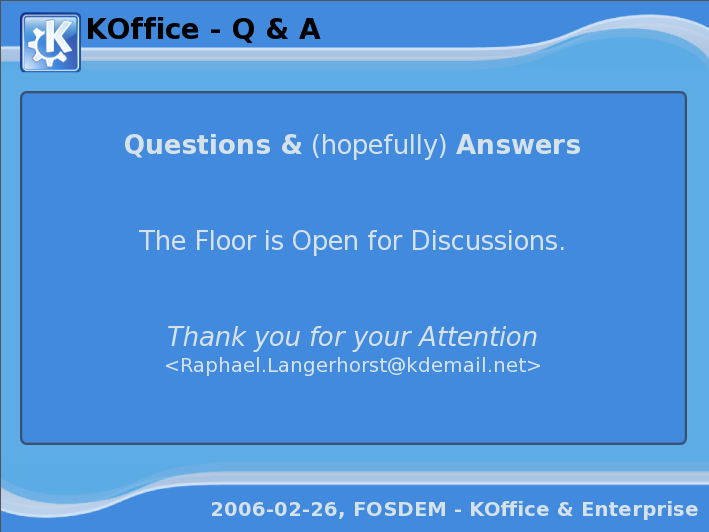 KOffice - Q & A
Questions & (hopefully) Answers
The Floor is Open for Discussions.
Thank you for your Attention
<Raphael.Langerhorst@kdemail.net>
2006-02-26, FOSDEM - KOffice & Enterprise